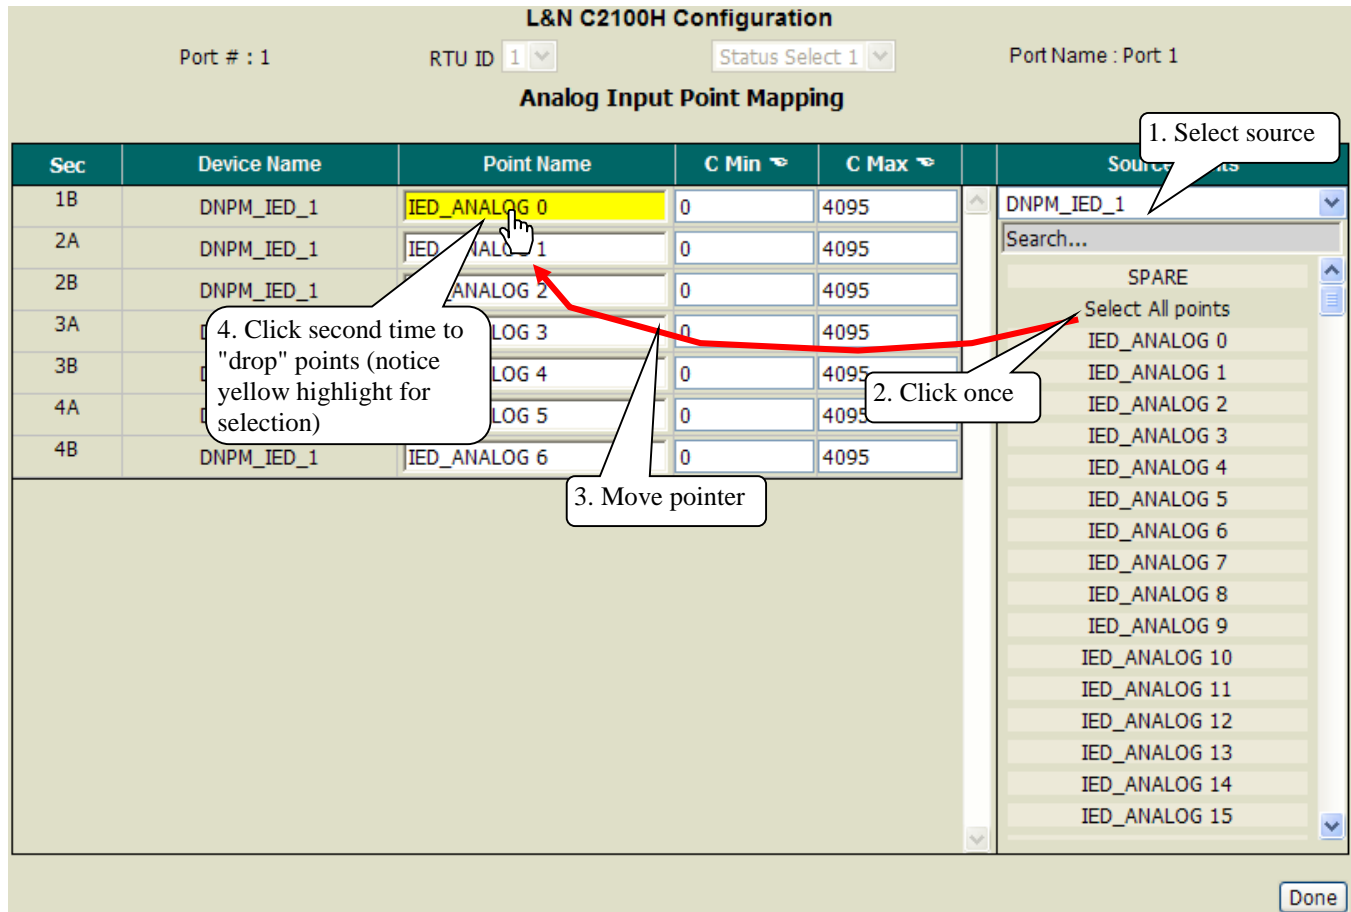 L&N C2100H Configuration
Port # : 1 RTU ID 1 Status Select 1 Port Name : Port 1
Analog Input Point Mapping
1. Select source
Sec Device Name Point Name C Min C Max
1B DNPM_IED_1 IED_ANALOG 0 0 4095 DNPM_IED_1
Search...
2A DNPM_IED_1 1 0 4095
SPARE
2B DNPM_IED_1 ANALOG 2 0 4095
Select All points
3A LOG 3 0 4095 IED_ANALOG 0
3B LOG 4 0 4095 IED_ANALOG 1
4A LOG 5 0 4095 IED_ANALOG 2
4B DNPM_IED_1 IED_ANALOG 6 0 4095 IED_ANALOG 3
4. Click second time to
"drop" points (notice
yellow highlight for
selection)
2. Click once
3. Move pointer
IED_ANALOG 4
IED_ANALOG 5
IED_ANALOG 6
IED_ANALOG 7
IED_ANALOG 8
IED_ANALOG 9
IED_ANALOG 10
IED_ANALOG 11
IED_ANALOG 12
IED_ANALOG 13
IED_ANALOG 14
IED_ANALOG 15
Done